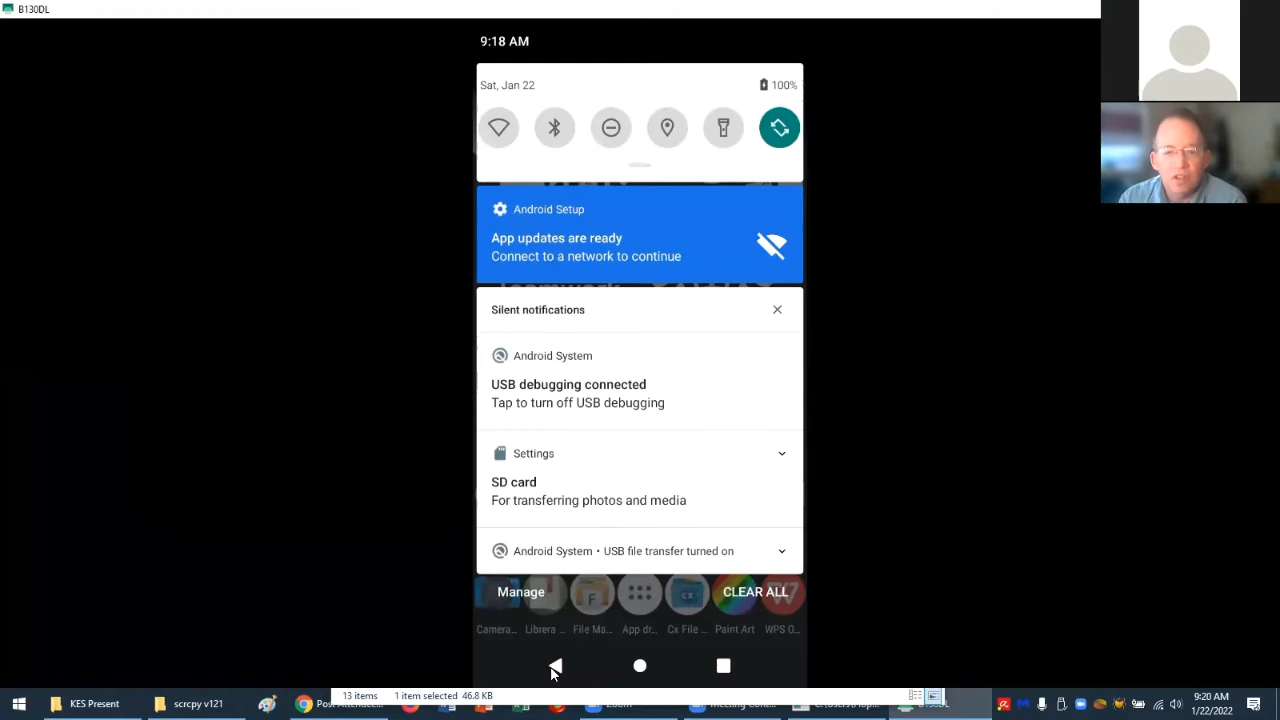 B130DL
9:18 AM
Sat, Jan 22
100%
Android Setup
App updates are ready
Connect to a network to continue
Silent notifications
Android System
USB debugging connected
Tap to turn off USB debugging
Settings
SD card
For transferring photos and media
Android System • USB file transfer turned on
Manage
CLEAR ALL
Camera...
Librera ...
File Ma...
App dr...
Cx File ...
Paint Art
WPS O...
13 items
1 item selected 46.8 KB
KES Present
scrcpy v121
Post Attendee...
Zoom
9:20 AM
1/22/2022